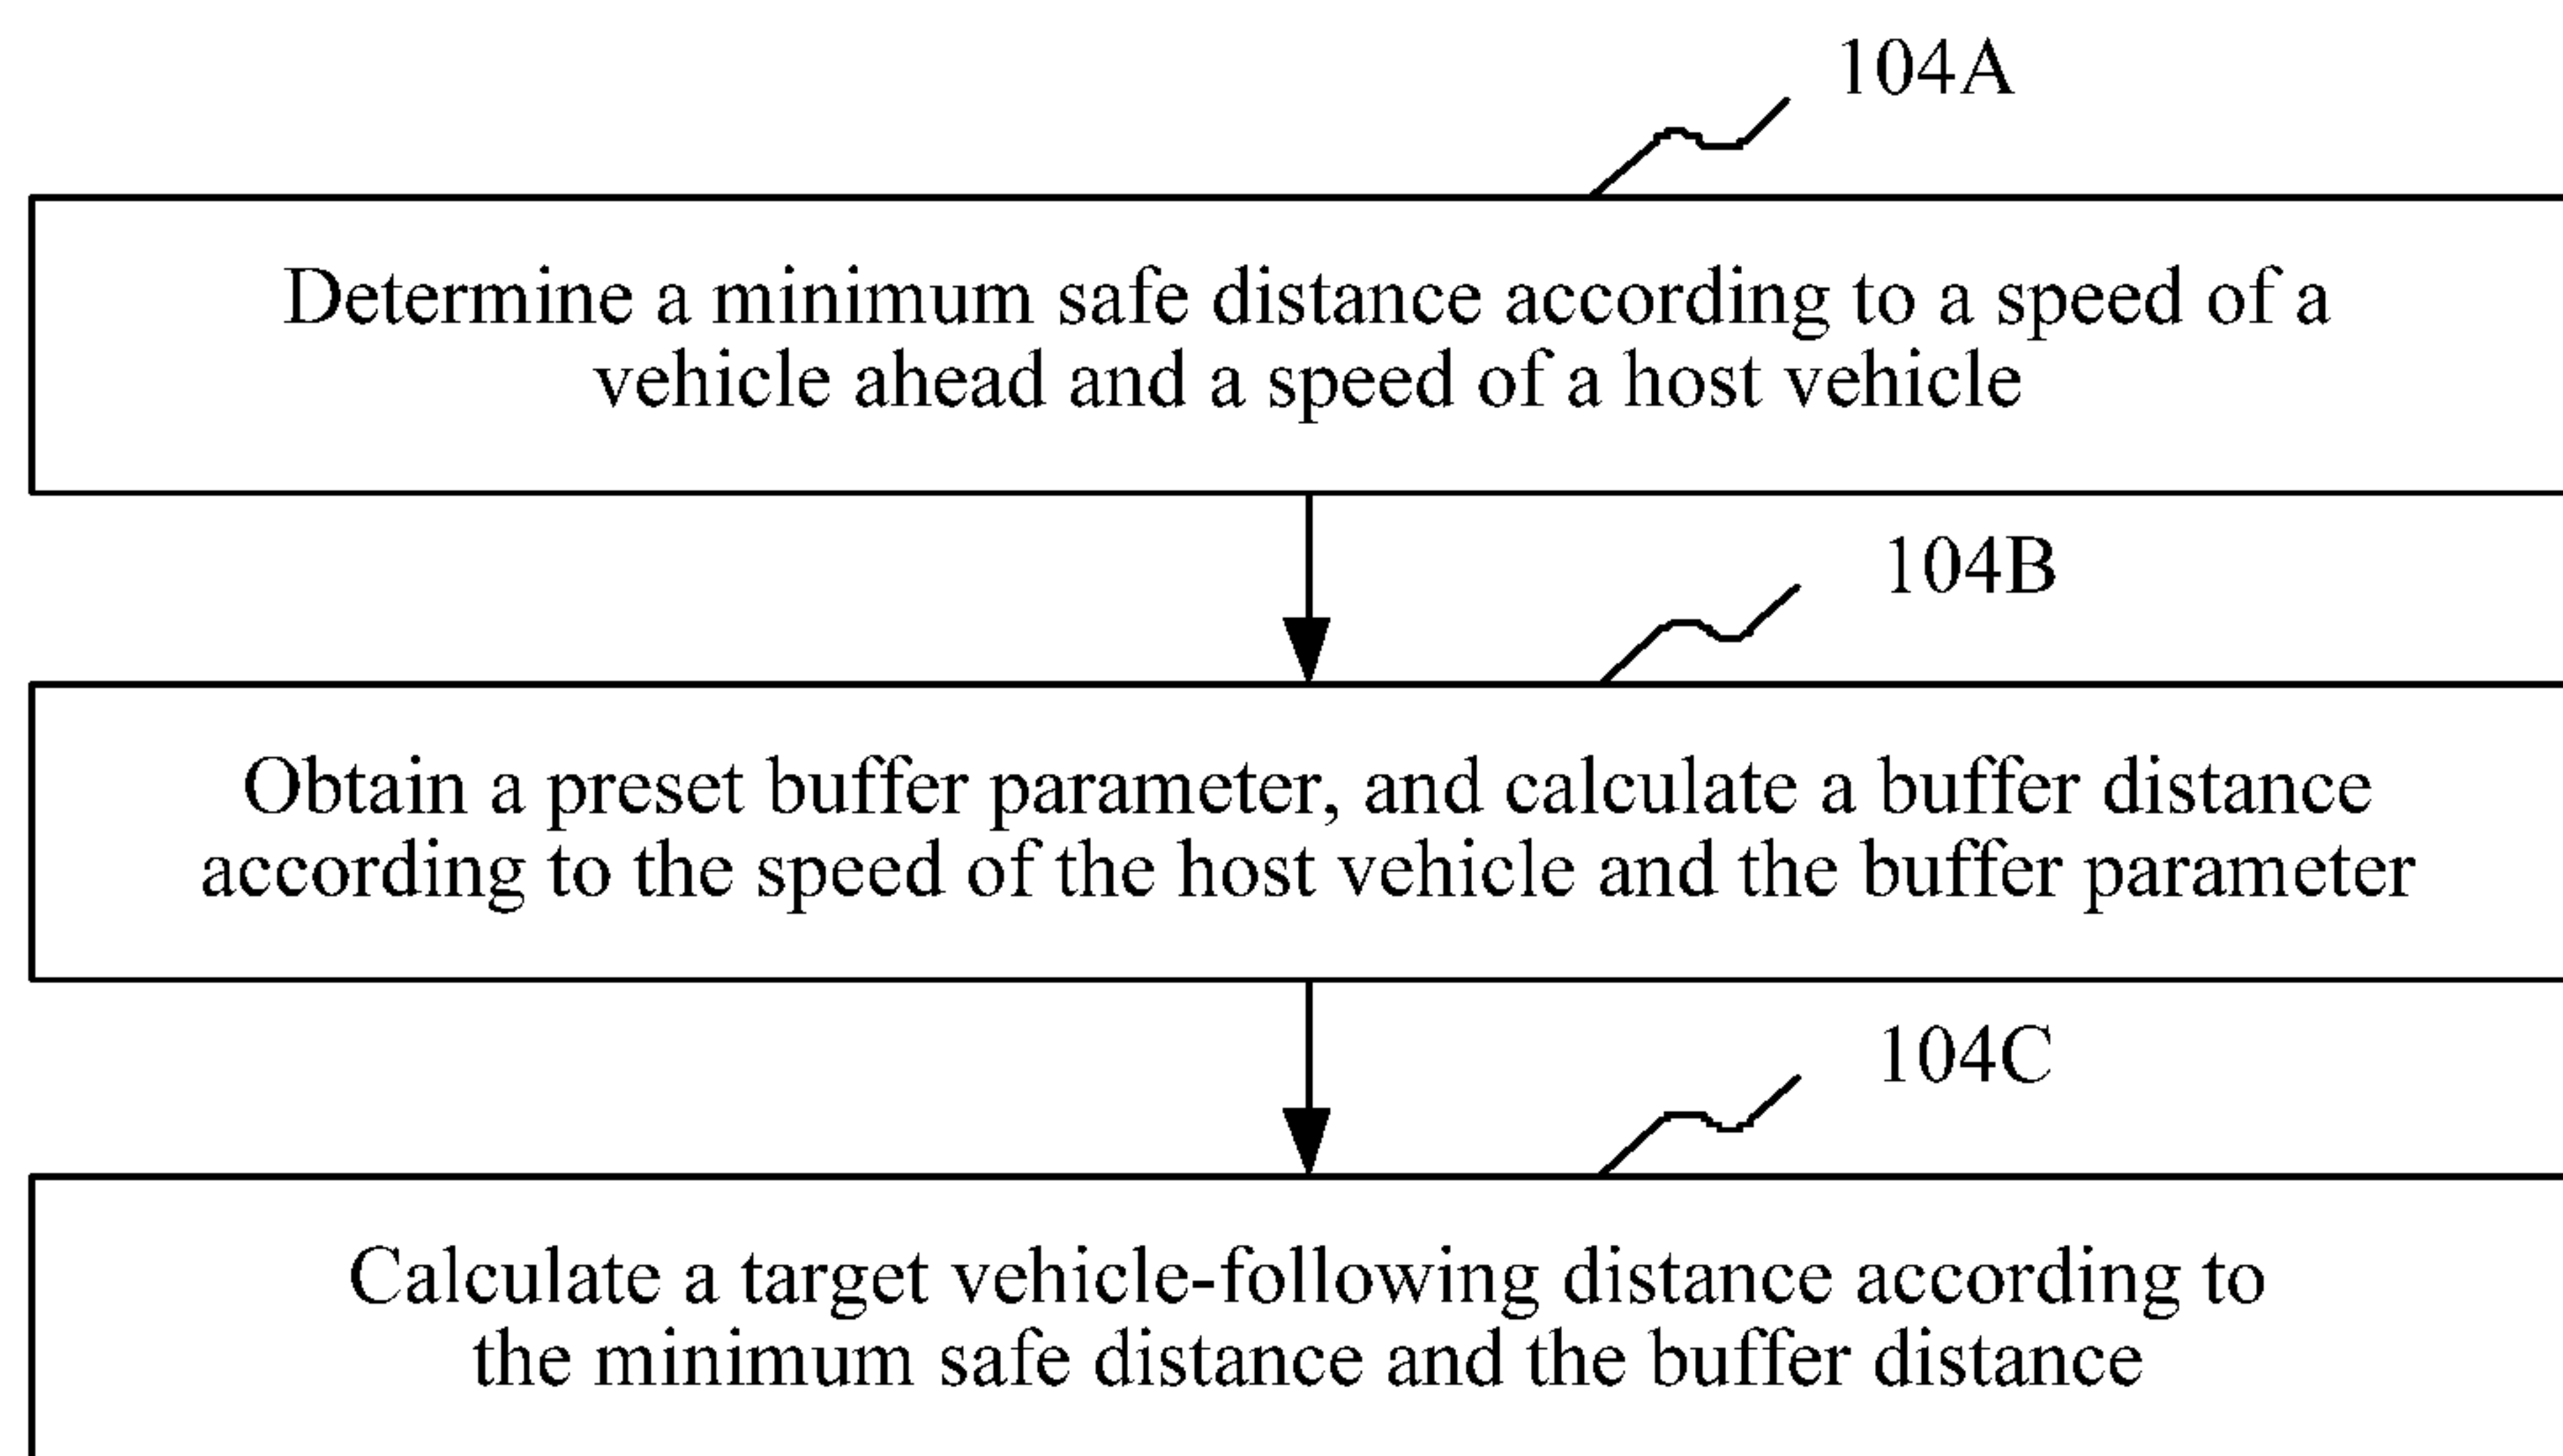 104A
Determine a minimum safe distance according to a speed of a
vehicle ahead and a speed of a host vehicle
104B
Obtain a preset buffer parameter, and calculate a buffer distance
according to the speed of the host vehicle and the buffer parameter
104C
Calculate a target vehicle-following distance according to
the minimum safe distance and the buffer distance